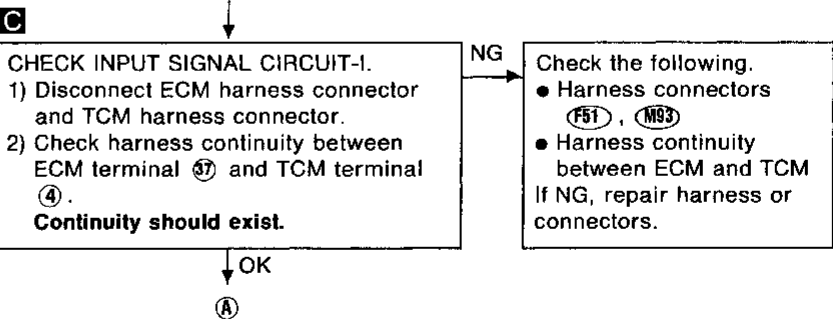 C
CHECK INPUT SIGNAL CIRCUIT-I.
1) Disconnect ECM harness connector
and TCM harness connector.
2) Check harness continuity between
ECM terminal 37 and TCM terminal
4 .
Continuity should exist.
NG
Check the following.
● Harness connectors
F51 , M93
● Harness continuity
between ECM and TCM
If NG, repair harness or
connectors.
OK
A